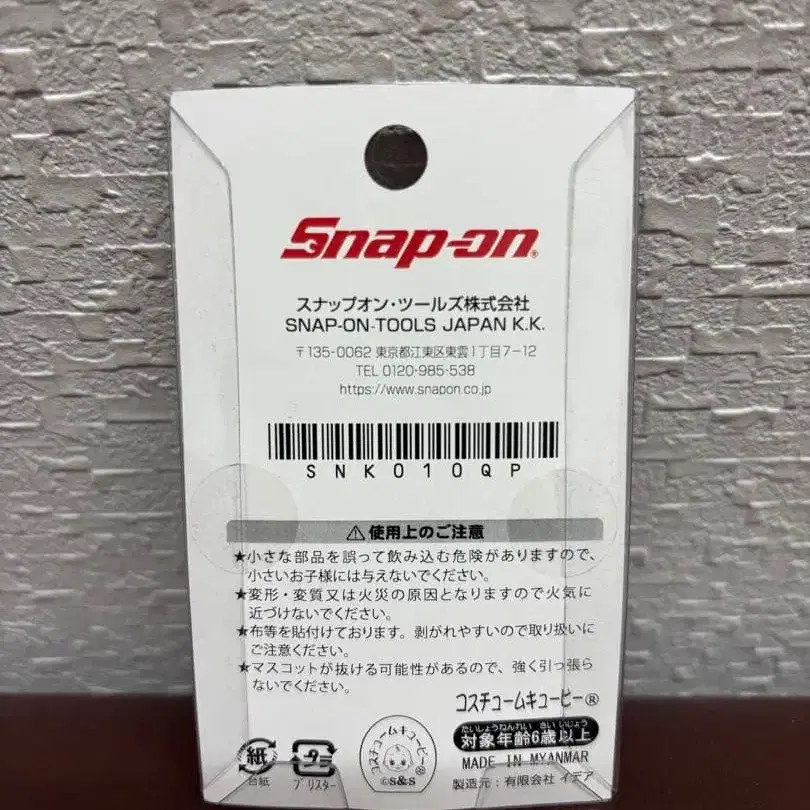 Snap-on®
スナップオン・ツールズ株式会社
SNAP-ON-TOOLS JAPAN K.K.
〒135-0062 東京都江東区東雲1丁目7-12
TEL 0120-985-538
https://www.snapon.co.jp
SNK010QP
⚠使用上のご注意
★小さな部品を誤って飲み込む危険がありますので、
小さいお子様には与えないでください。
★変形・変質又は火災の原因となりますので火気に
近づけないでください。
★布等を貼付けております。剥がれやすいので取り扱いに
ご注意ください。
★マスコットが抜ける可能性があるので、強く引っ張ら
ないでください。
コスチュームキューピー®
たいしょうねんれい さい いじょう
対象年齢6歳以上
MADE IN MYANMAR
製造元：有限会社 イデア
紙
台紙
プラ
ブリスター
コスチュームキューピー®
©S&S